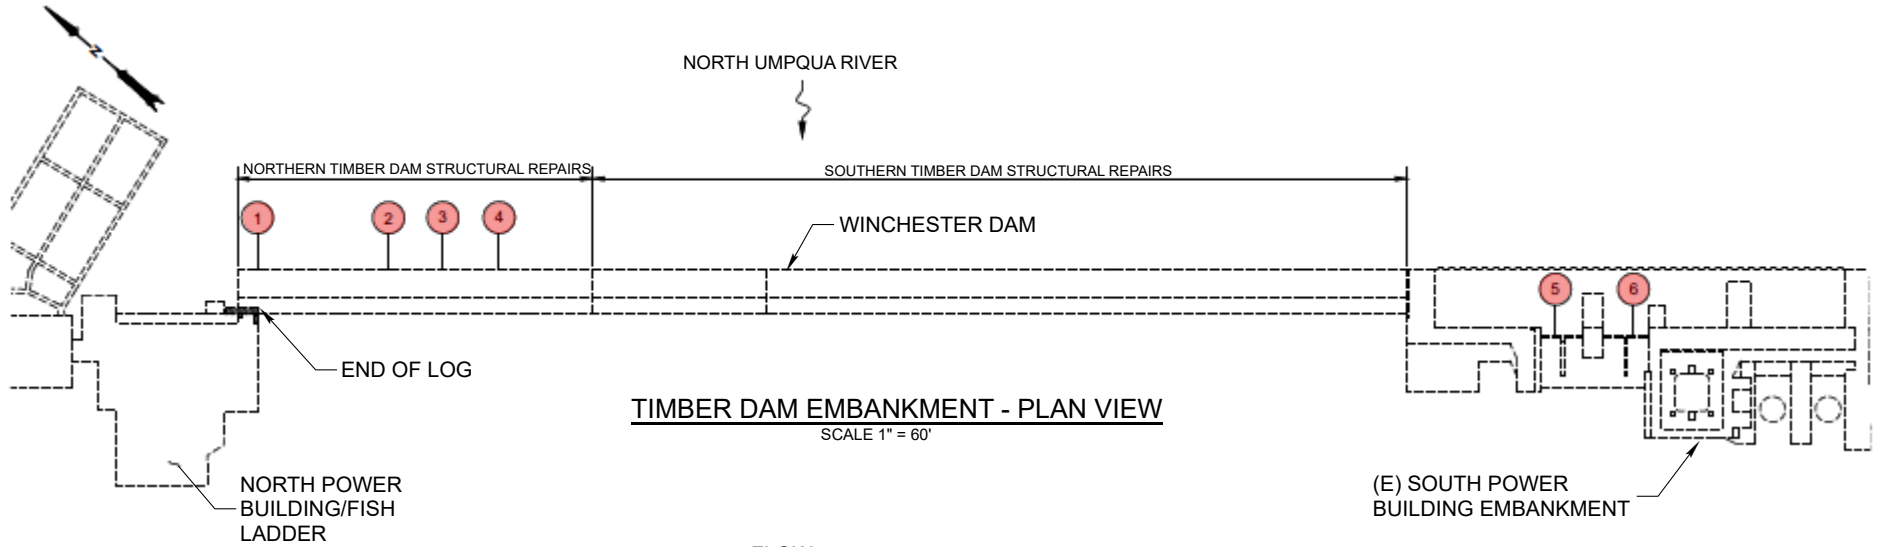 N
NORTH UMPQUA RIVER
NORTHERN TIMBER DAM STRUCTURAL REPAIRS
SOUTHERN TIMBER DAM STRUCTURAL REPAIRS
1
2
3
4
WINCHESTER DAM
5
6
END OF LOG
TIMBER DAM EMBANKMENT - PLAN VIEW
SCALE 1" = 60'
NORTH POWER
BUILDING/FISH
LADDER
(E) SOUTH POWER
BUILDING EMBANKMENT